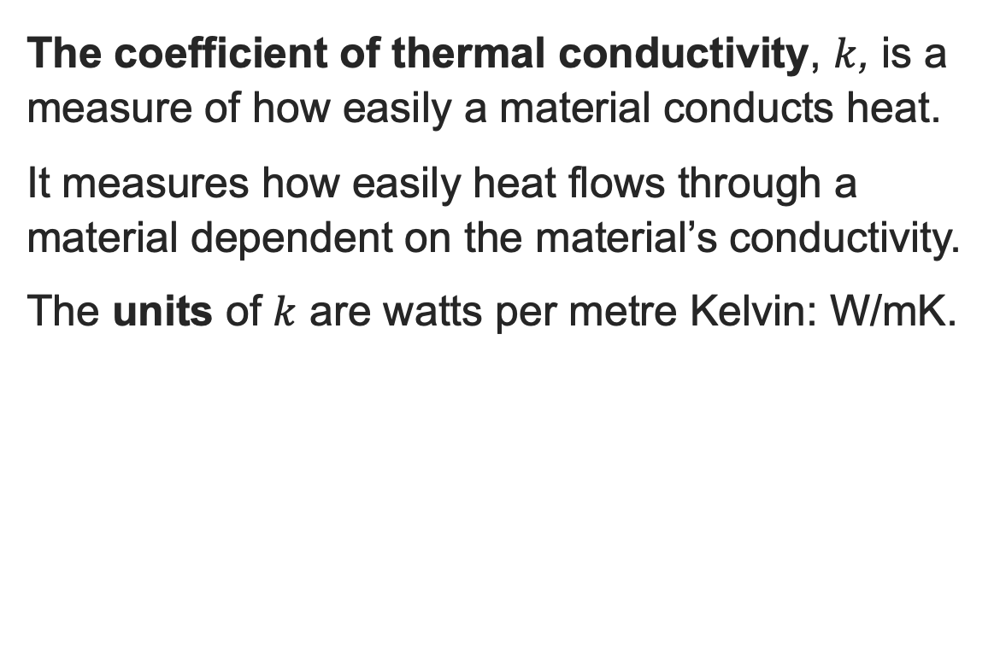 The coefficient of thermal conductivity, k, is a
measure of how easily a material conducts heat.
It measures how easily heat flows through a
material dependent on the material’s conductivity.
The units of k are watts per metre Kelvin: W/mK.